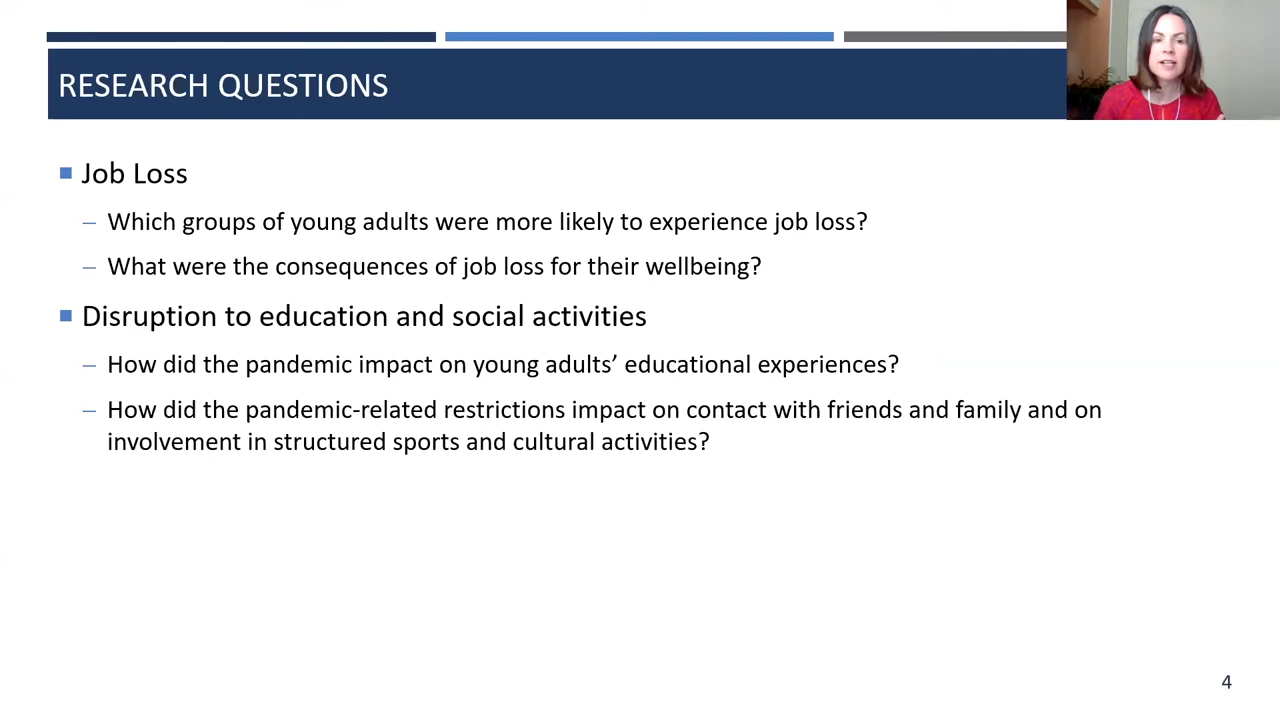 RESEARCH QUESTIONS
Job Loss
– Which groups of young adults were more likely to experience job loss?
– What were the consequences of job loss for their wellbeing?
Disruption to education and social activities
– How did the pandemic impact on young adults’ educational experiences?
– How did the pandemic-related restrictions impact on contact with friends and family and on
involvement in structured sports and cultural activities?
4